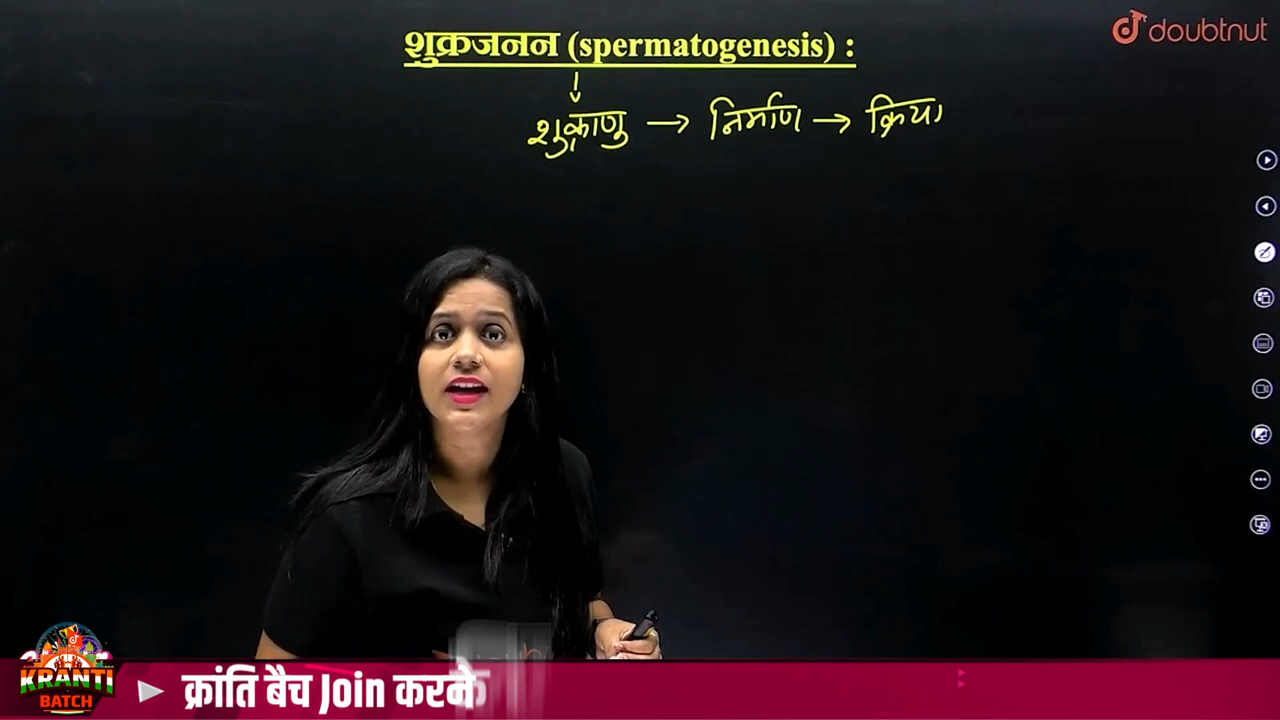 शुक्रजनन (spermatogenesis) :
doubtnut
शुक्राणु → निर्माण → क्रिया
KRANTI
BATCH
क्रांति बैच Join करके